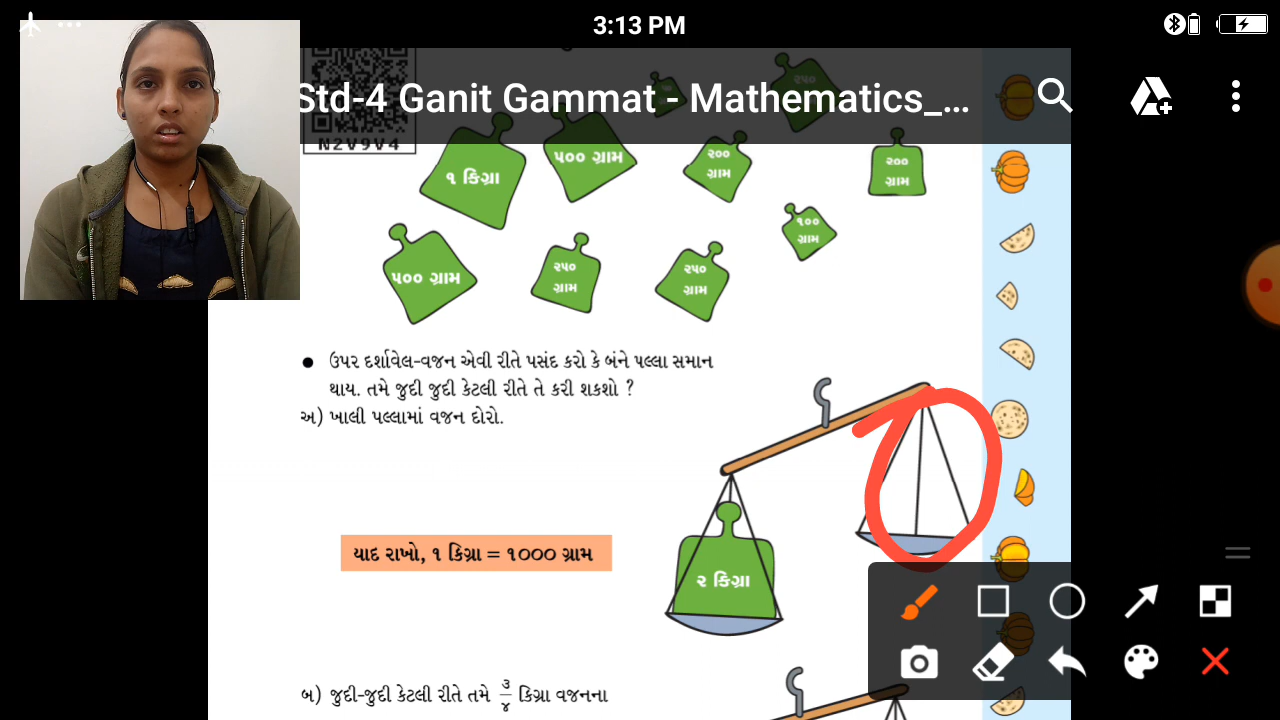 3:13 PM
Std-4 Ganit Gammat - Mathematics_...
N2V9V4
૨૫૦
૧ કિગ્રા
૫૦૦ ગ્રામ
૨૦૦
ગ્રામ
૨૦૦
ગ્રામ
૧૦૦
ગ્રામ
૫૦૦ ગ્રામ
૨૫૦
ગ્રામ
૨૫૦
ગ્રામ
● ઉપર દર્શાવેલ-વજન એવી રીતે પસંદ કરો કે બંને પલ્લા સમાન
થાય. તમે જુદી જુદી કેટલી રીતે તે કરી શકશો ?
અ) ખાલી પલ્લામાં વજન દોરો.
યાદ રાખો, ૧ કિગ્રા = ૧૦૦૦ ગ્રામ
૨ કિગ્રા
બ) જુદી-જુદી કેટલી રીતે તમે ૩/૪ કિગ્રા વજનના